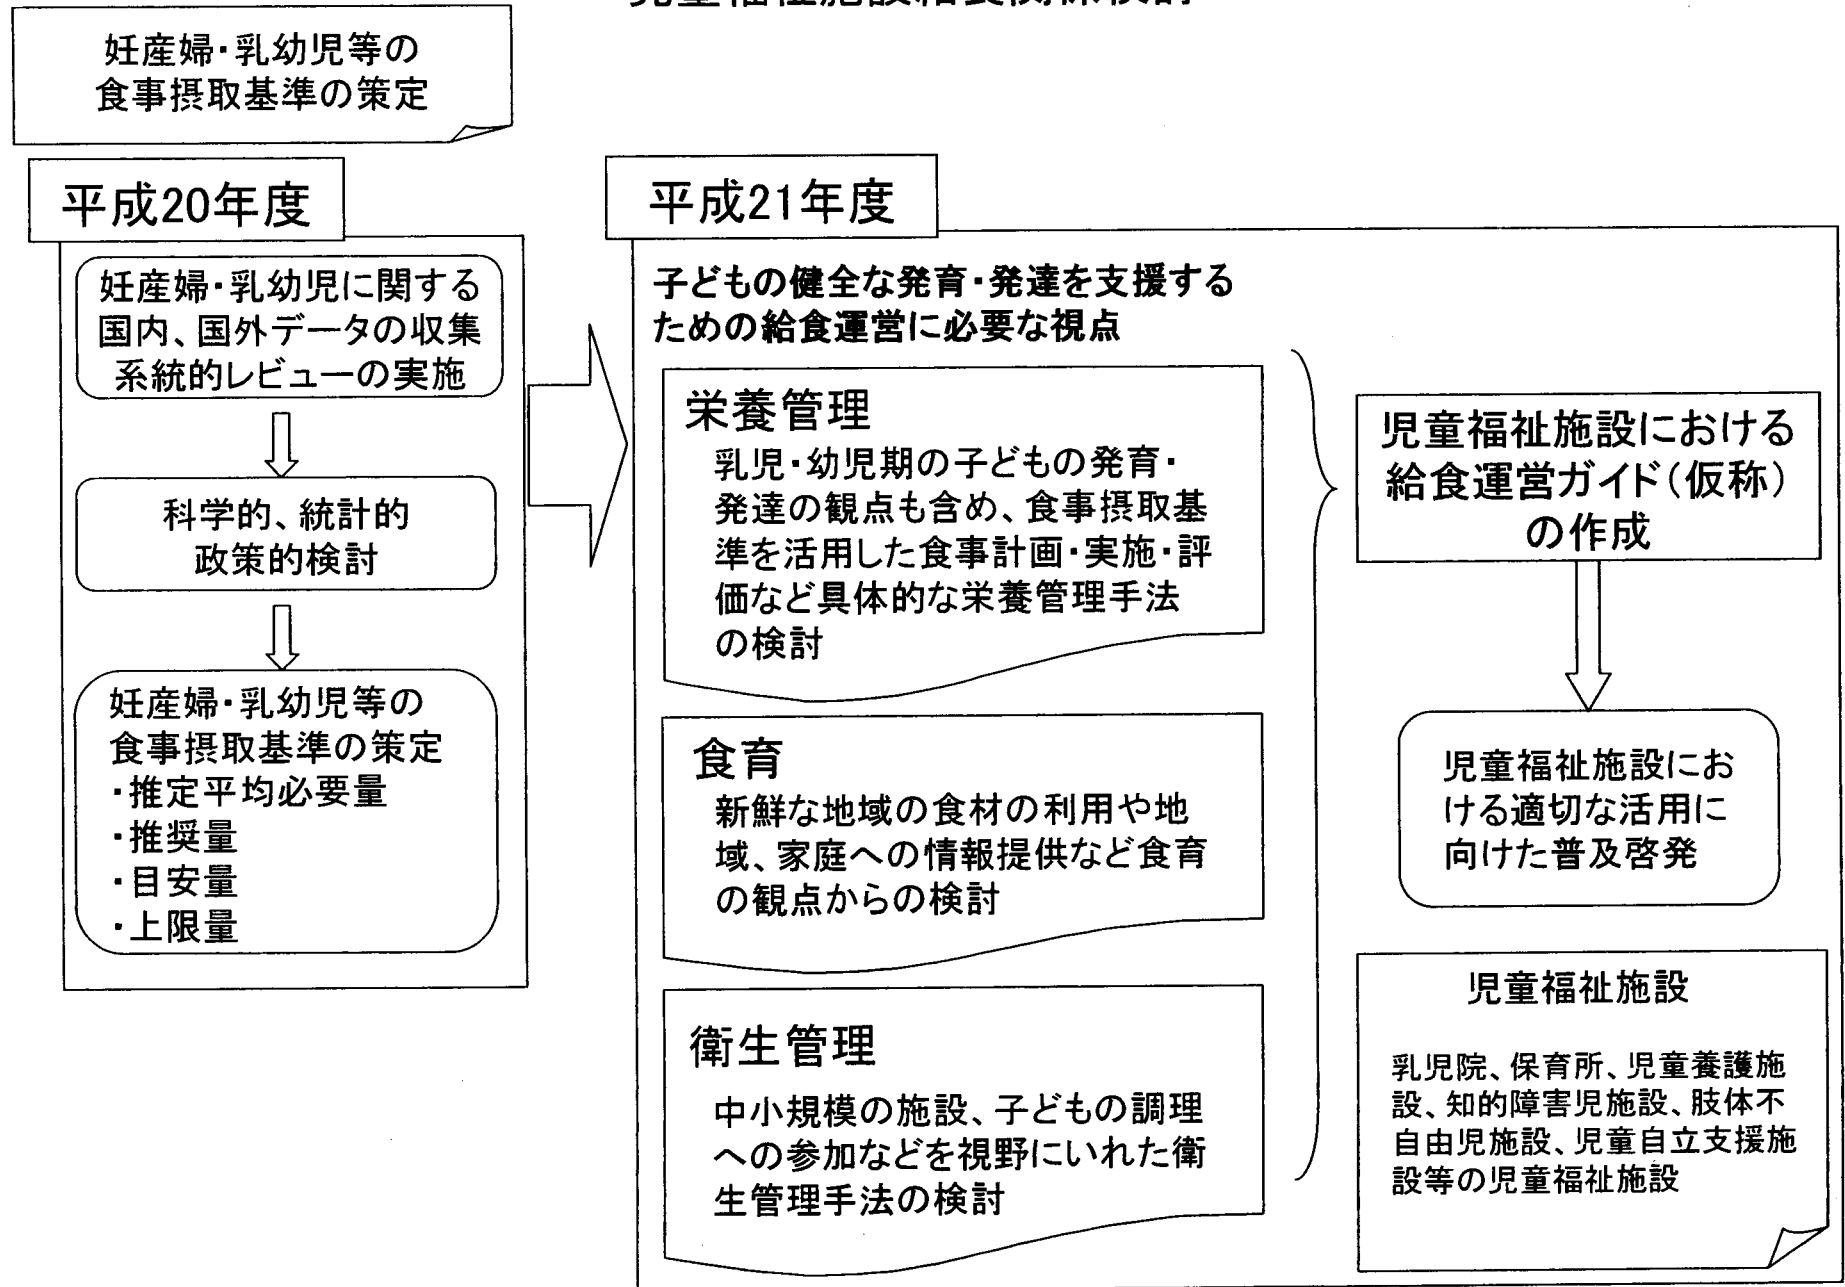 児童福祉施設給食関係検討
妊産婦・乳幼児等の
食事摂取基準の策定
平成20年度
妊産婦・乳幼児に関する
国内、国外データの収集
系統的レビューの実施
科学的、統計的
政策的検討
妊産婦・乳幼児等の
食事摂取基準の策定
・推定平均必要量
・推奨量
・目安量
・上限量
平成21年度
子どもの健全な発育・発達を支援する
ための給食運営に必要な視点
栄養管理
乳児・幼児期の子どもの発育・
発達の観点も含め、食事摂取基
準を活用した食事計画・実施・評
価など具体的な栄養管理手法
の検討
食育
新鮮な地域の食材の利用や地
域、家庭への情報提供など食育
の観点からの検討
衛生管理
中小規模の施設、子どもの調理
への参加などを視野にいれた衛
生管理手法の検討
児童福祉施設における
給食運営ガイド（仮称）
の作成
児童福祉施設にお
ける適切な活用に
向けた普及啓発
児童福祉施設
乳児院、保育所、児童養護施
設、知的障害児施設、肢体不
自由児施設、児童自立支援施
設等の児童福祉施設